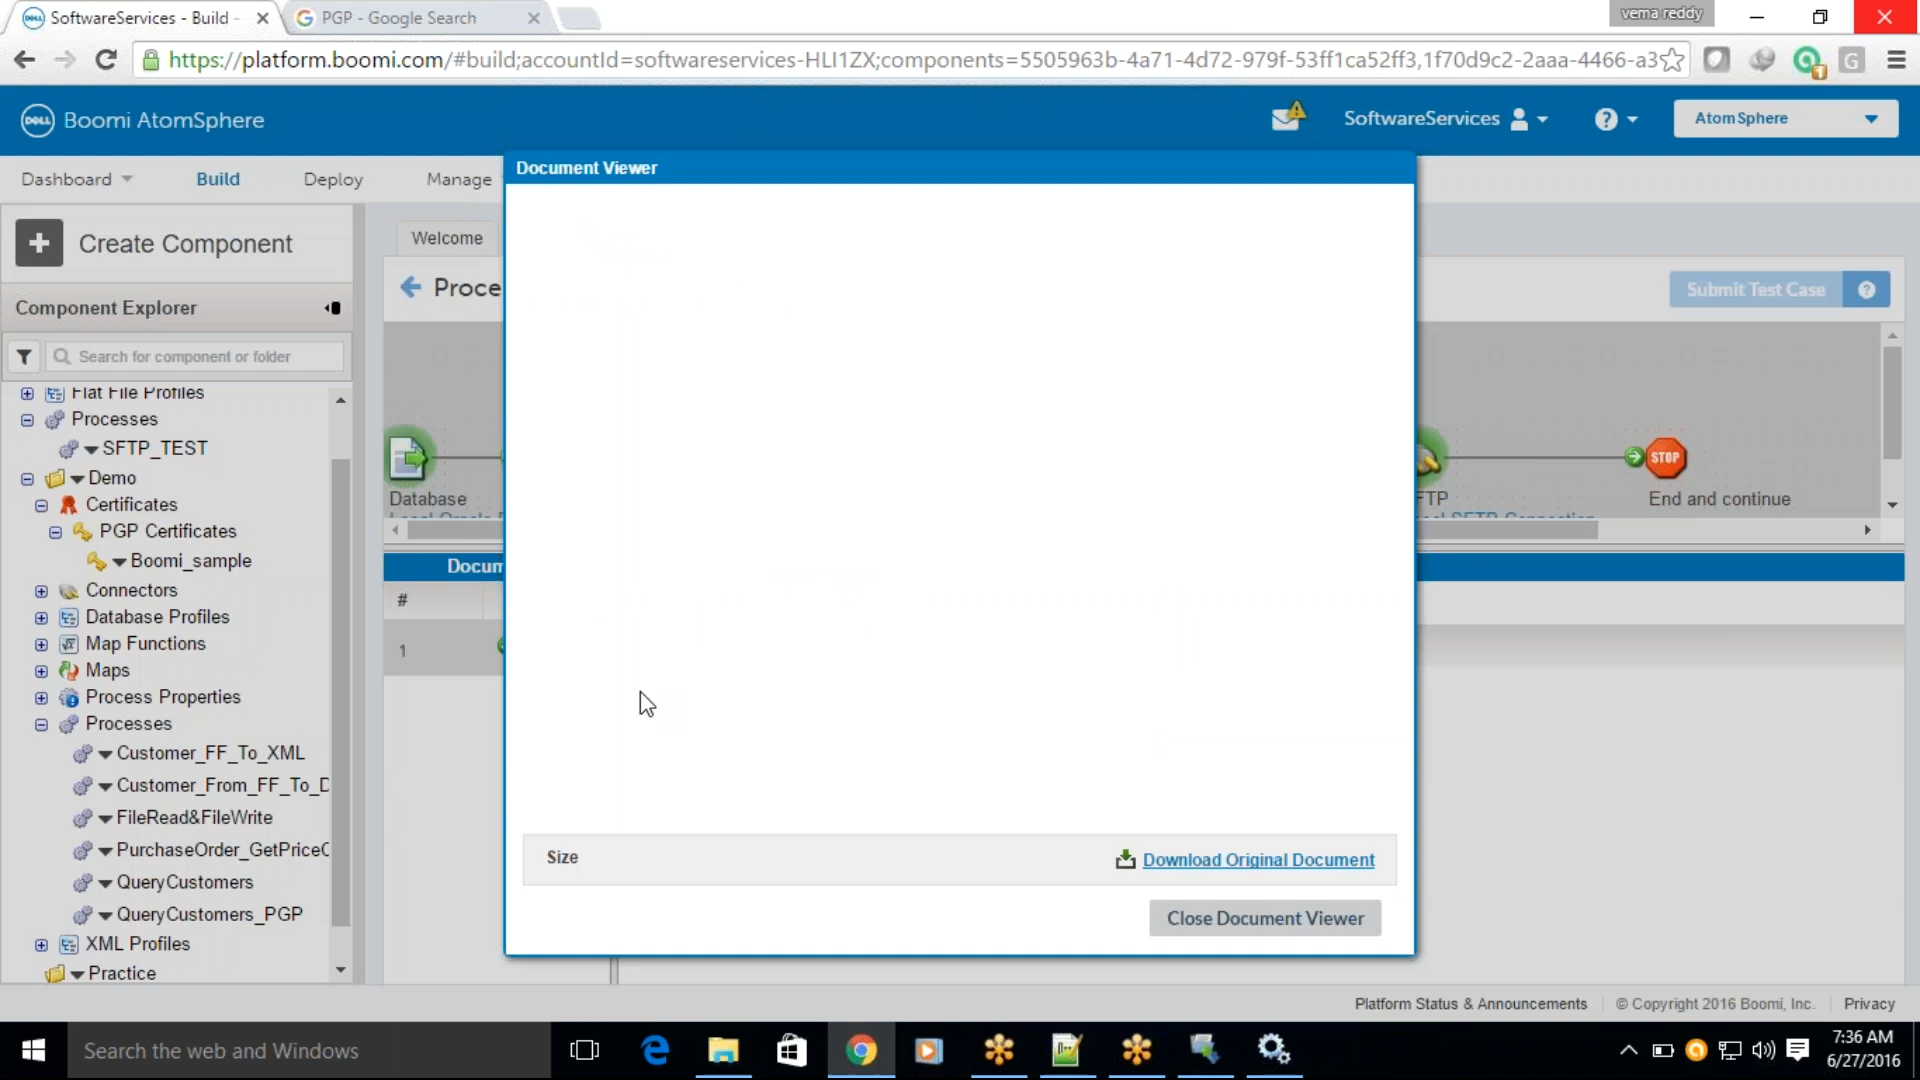 SoftwareServices - Build -
PGP - Google Search
vema reddy
https://platform.boomi.com/#build;accountId=softwareservices-HLI1ZX;components=5505963b-4a71-4d72-979f-53ff1ca52ff3,1f70d9c2-2aaa-4466-a3
DELL
Boomi AtomSphere
SoftwareServices
AtomSphere
Dashboard
Build
Deploy
Manage
Document Viewer
Create Component
Welcome
Proce
Submit Test Case
Component Explorer
Search for component or folder
Flat File Profiles
Processes
SFTP_TEST
Demo
Certificates
PGP Certificates
Boomi_sample
Connectors
Database Profiles
Map Functions
Maps
Process Properties
Processes
Customer_FF_To_XML
Customer_From_FF_To_D
FileRead&FileWrite
PurchaseOrder_GetPriceC
QueryCustomers
QueryCustomers_PGP
XML Profiles
Practice
Database
FTP
STOP
End and continue
Docum
#
1
Size
Download Original Document
Close Document Viewer
Platform Status & Announcements
© Copyright 2016 Boomi, Inc.
Privacy
Search the web and Windows
7:36 AM
6/27/2016